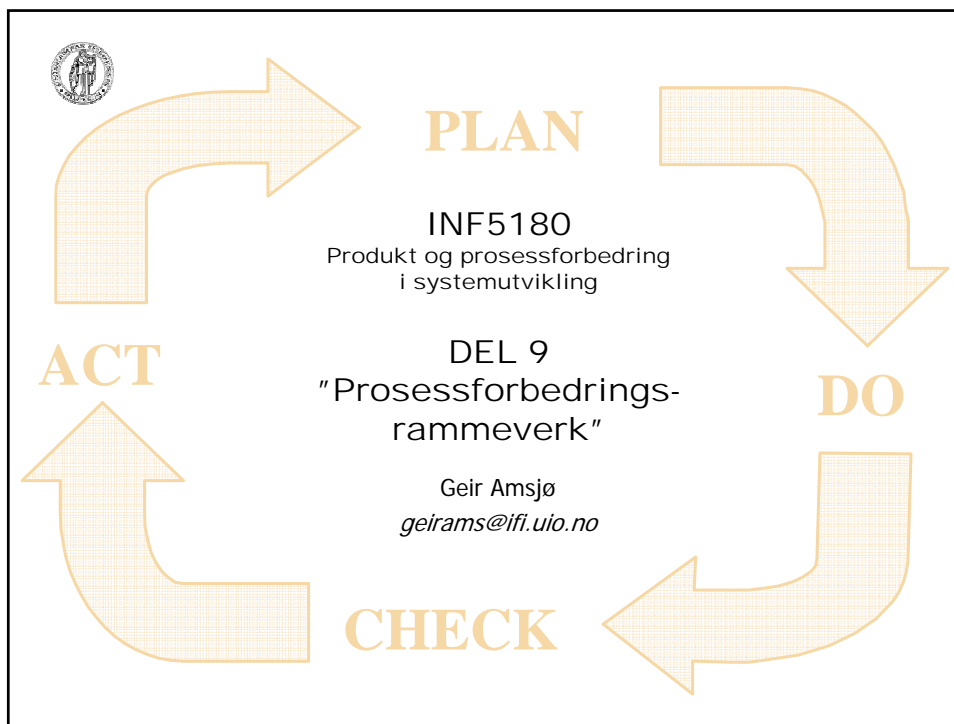 PLAN
INF5180
Produkt og prosessforbedring
i systemutvikling
ACT
DEL 9
"Prosessforbedrings-
rammeverk"
DO
Geir Amsjø
geirams@ifi.uio.no
CHECK